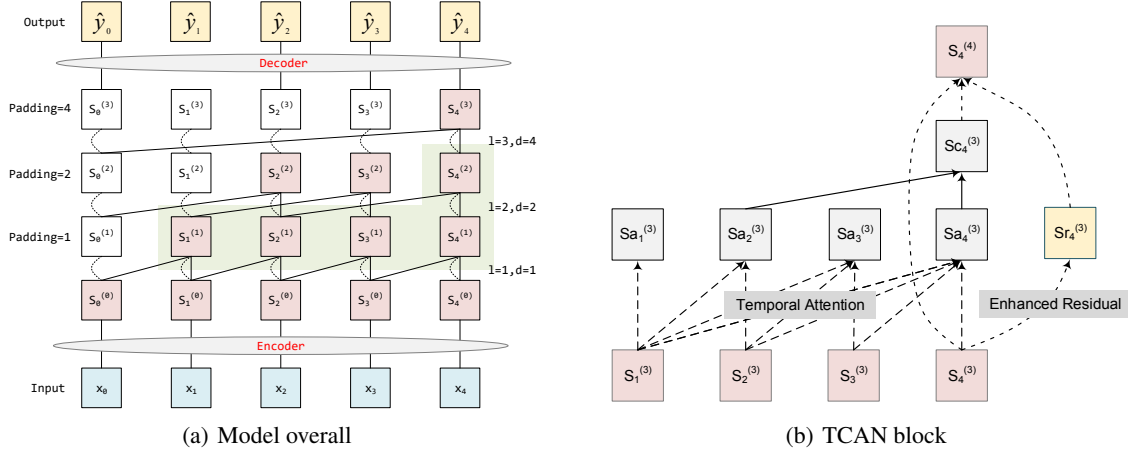 Output ŷ₀ ŷ₁ ŷ₂ ŷ₃ ŷ₄
Decoder
Padding=4 S₀⁽³⁾ S₁⁽³⁾ S₂⁽³⁾ S₃⁽³⁾ S₄⁽³⁾
l=3,d=4
Padding=2 S₀⁽²⁾ S₁⁽²⁾ S₂⁽²⁾ S₃⁽²⁾ S₄⁽²⁾
l=2,d=2
Padding=1 S₀⁽¹⁾ S₁⁽¹⁾ S₂⁽¹⁾ S₃⁽¹⁾ S₄⁽¹⁾
l=1,d=1
S₀⁽⁰⁾ S₁⁽⁰⁾ S₂⁽⁰⁾ S₃⁽⁰⁾ S₄⁽⁰⁾
Encoder
Input x₀ x₁ x₂ x₃ x₄
(a) Model overall
S₄⁽⁴⁾
Sc₄⁽³⁾
Sa₁⁽³⁾ Sa₂⁽³⁾ Sa₃⁽³⁾ Sa₄⁽³⁾ Sr₄⁽³⁾
Temporal Attention Enhanced Residual
S₁⁽³⁾ S₂⁽³⁾ S₃⁽³⁾ S₄⁽³⁾
(b) TCAN block